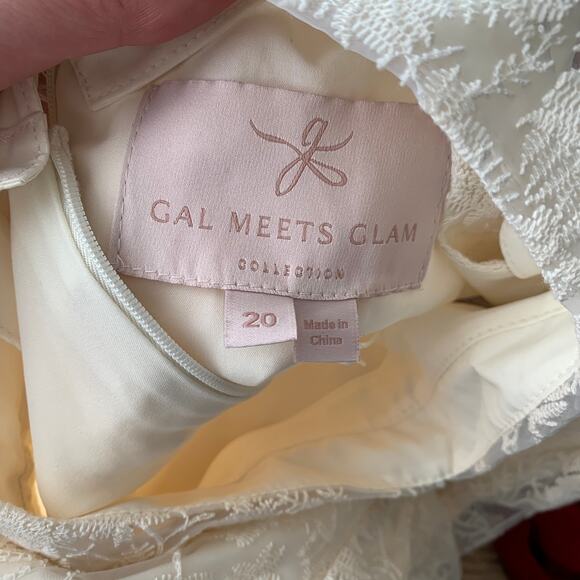 GAL MEETS GLAM
COLLECTION
20
Made in
China